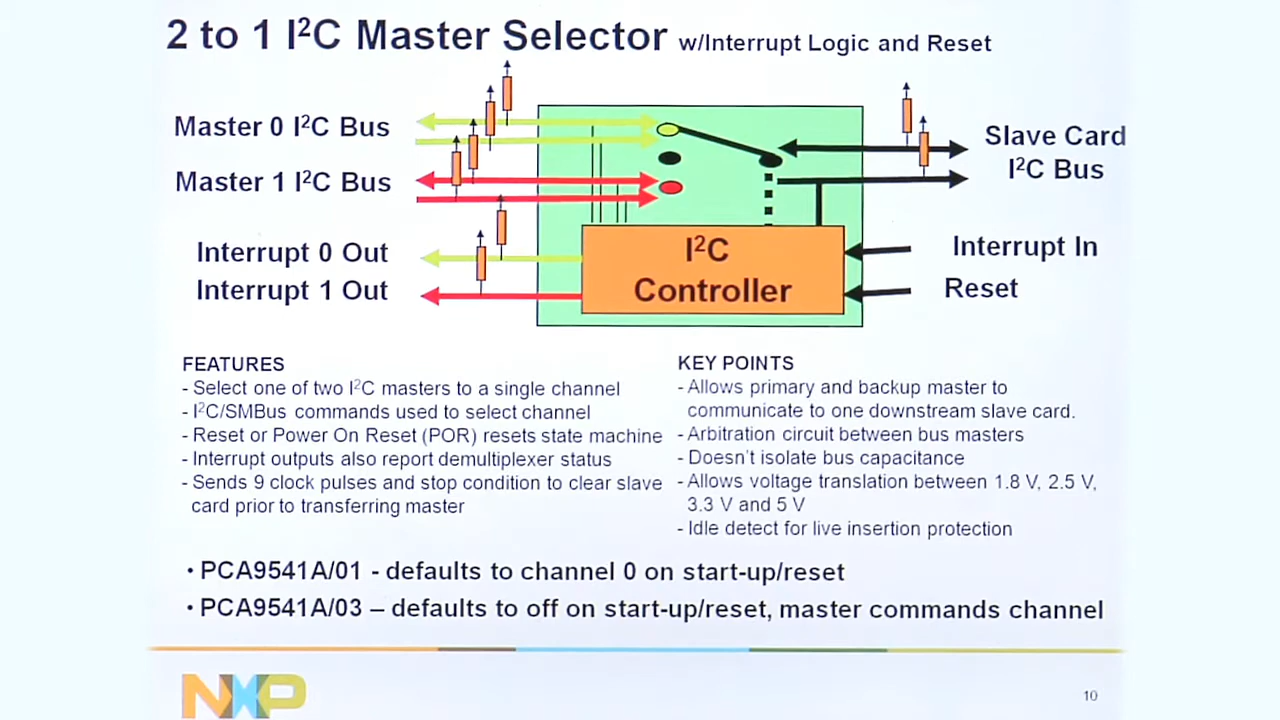 2 to 1 I²C Master Selector w/Interrupt Logic and Reset
Master 0 I²C Bus
Master 1 I²C Bus
Slave Card
I²C Bus
Interrupt 0 Out
Interrupt 1 Out
I²C
Controller
Interrupt In
Reset
FEATURES
- Select one of two I²C masters to a single channel
- I²C/SMBus commands used to select channel
- Reset or Power On Reset (POR) resets state machine
- Interrupt outputs also report demultiplexer status
- Sends 9 clock pulses and stop condition to clear slave
card prior to transferring master
KEY POINTS
- Allows primary and backup master to
communicate to one downstream slave card.
- Arbitration circuit between bus masters
- Doesn't isolate bus capacitance
- Allows voltage translation between 1.8 V, 2.5 V,
3.3 V and 5 V
- Idle detect for live insertion protection
• PCA9541A/01 - defaults to channel 0 on start-up/reset
• PCA9541A/03 – defaults to off on start-up/reset, master commands channel
NXP
10